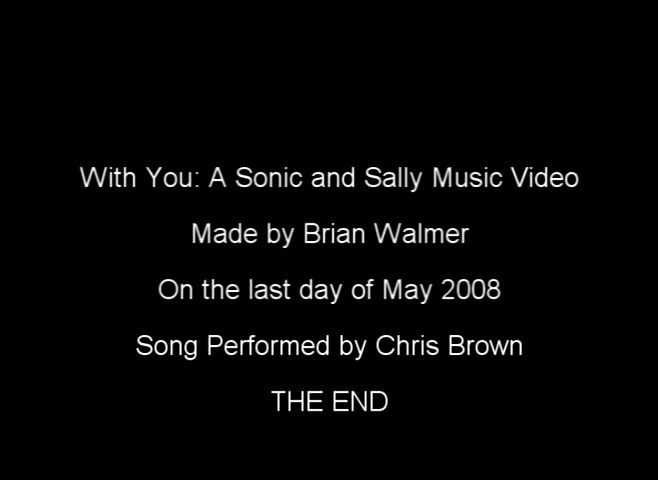 With You: A Sonic and Sally Music Video
Made by Brian Walmer
On the last day of May 2008
Song Performed by Chris Brown
THE END